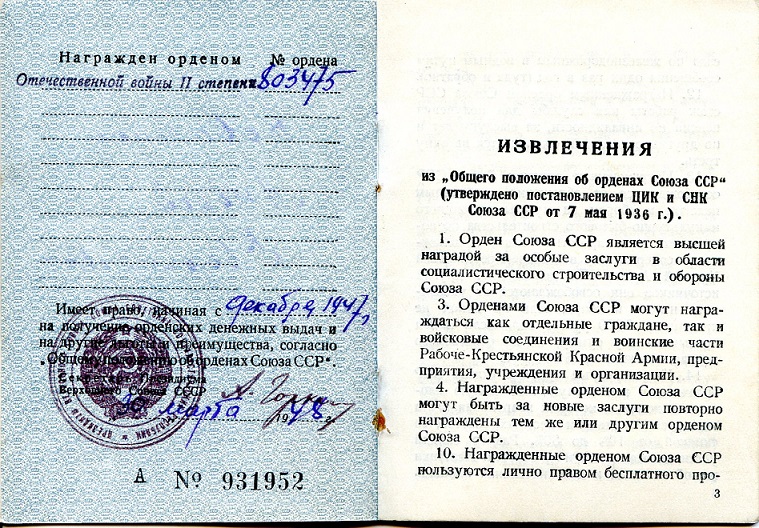 Награжден орденом № ордена
Отечественной войны II степени 803475
Имеет право, начиная с декабря 1947 г.
на получение орденских денежных выдач и
на другие льготы и преимущества, согласно
„Общему положению об орденах Союза ССР“.
Секретарь Президиума
Верховного Совета СССР
30 марта 1948 г.
А № 931952
ИЗВЛЕЧЕНИЯ
из „Общего положения об орденах Союза ССР“
(утверждено постановлением ЦИК и СНК
Союза ССР от 7 мая 1936 г.).
1. Орден Союза ССР является высшей
наградой за особые заслуги в области
социалистического строительства и обороны
Союза ССР.
3. Орденами Союза ССР могут награ-
ждаться как отдельные граждане, так и
войсковые соединения и воинские части
Рабоче-Крестьянской Красной Армии, пред-
приятия, учреждения и организации.
4. Награжденные орденом Союза ССР
могут быть за новые заслуги повторно
награждены тем же или другим орденом
Союза ССР.
10. Награжденные орденом Союза ССР
пользуются лично правом бесплатного про-
3